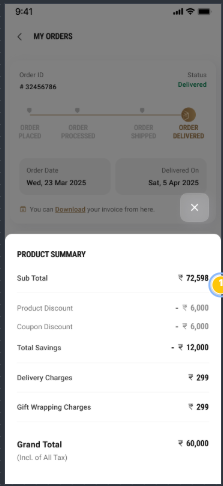 9:41
MY ORDERS
Order ID
Status
# 32456786
Delivered
ORDER PLACED
ORDER PROCESSED
ORDER SHIPPED
ORDER DELIVERED
Order Date
Delivered On
Wed, 23 Mar 2025
Sat, 5 Apr 2025
You can Download your invoice from here.
PRODUCT SUMMARY
Sub Total ₹ 72,598
Product Discount - ₹ 6,000
Coupon Discount - ₹ 6,000
Total Savings - ₹ 12,000
Delivery Charges ₹ 299
Gift Wrapping Charges ₹ 299
Grand Total ₹ 60,000
(Incl. of All Tax)